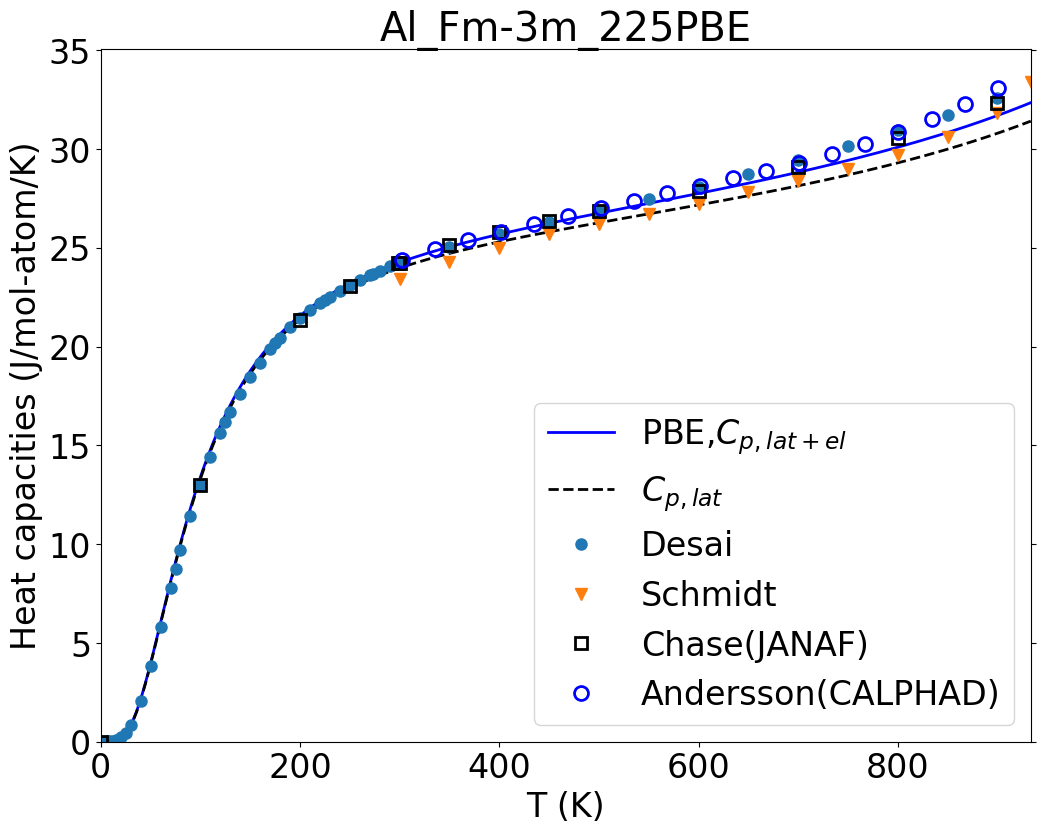 Al_Fm-3m_225PBE
Heat capacities (J/mol-atom/K)
35
30
25
20
15
10
5
0
PBE,C_{p, lat+el}
C_{p, lat}
Desai
Schmidt
Chase(JANAF)
Andersson(CALPHAD)
0 200 400 600 800
T (K)